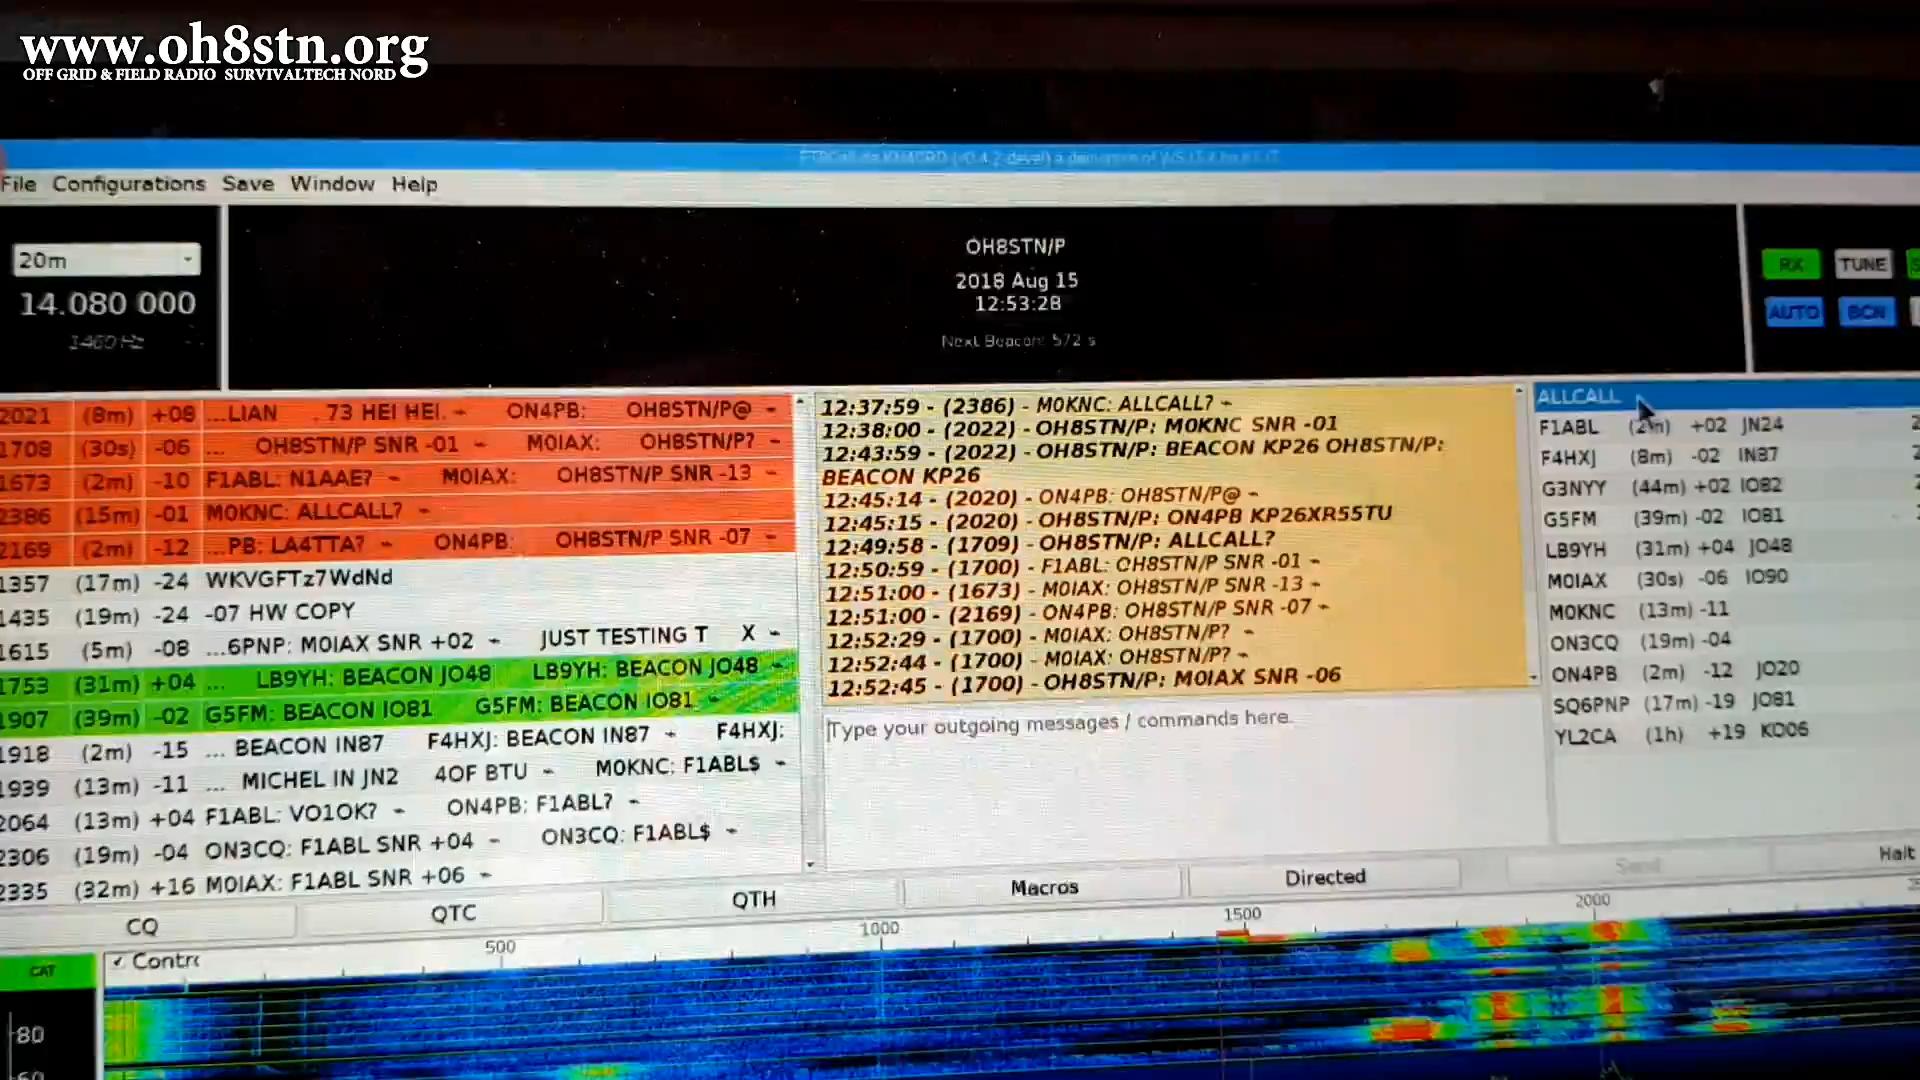 www.oh8stn.org
OFF GRID & FIELD RADIO SURVIVALTECH NORD
File Configurations Save Window Help
20m
14.080 000
1460 Hz
OH8STN/P
2018 Aug 15
12:53:28
Next Beacon: 572 s
RX TUNE
AUTO BCN
2021 (8m) +08 ...LIAN . 73 HEI HEI. - ON4PB: OH8STN/P@ -
1708 (30s) -06 ... OH8STN/P SNR -01 - M0IAX: OH8STN/P? -
1673 (2m) -10 F1ABL: N1AAE? - M0IAX: OH8STN/P SNR -13 -
2386 (15m) -01 M0KNC: ALLCALL? -
2169 (2m) -12 ...PB: LA4TTA? - ON4PB: OH8STN/P SNR -07 -
1357 (17m) -24 WKVGFTz7WdNd
1435 (19m) -24 -07 HW COPY
1615 (5m) -08 ...6PNP: M0IAX SNR +02 - JUST TESTING T X -
1753 (31m) +04 ... LB9YH: BEACON JO48 LB9YH: BEACON JO48 -
1907 (39m) -02 G5FM: BEACON IO81 G5FM: BEACON IO81 -
1918 (2m) -15 ... BEACON IN87 F4HXJ: BEACON IN87 - F4HXJ:
1939 (13m) -11 ... MICHEL IN JN2 4OF BTU - M0KNC: F1ABL$ -
2064 (13m) +04 F1ABL: VO1OK? - ON4PB: F1ABL? -
2306 (19m) -04 ON3CQ: F1ABL SNR +04 - ON3CQ: F1ABL$ -
2335 (32m) +16 M0IAX: F1ABL SNR +06 -
12:37:59 - (2386) - M0KNC: ALLCALL? -
12:38:00 - (2022) - OH8STN/P: M0KNC SNR -01
12:43:59 - (2022) - OH8STN/P: BEACON KP26 OH8STN/P:
BEACON KP26
12:45:14 - (2020) - ON4PB: OH8STN/P@ -
12:45:15 - (2020) - OH8STN/P: ON4PB KP26XR55TU
12:49:58 - (1709) - OH8STN/P: ALLCALL?
12:50:59 - (1700) - F1ABL: OH8STN/P SNR -01 -
12:51:00 - (1673) - M0IAX: OH8STN/P SNR -13 -
12:51:00 - (2169) - ON4PB: OH8STN/P SNR -07 -
12:52:29 - (1700) - M0IAX: OH8STN/P? -
12:52:44 - (1700) - M0IAX: OH8STN/P? -
12:52:45 - (1700) - OH8STN/P: M0IAX SNR -06
Type your outgoing messages / commands here.
ALLCALL
F1ABL (2m) +02 JN24
F4HXJ (8m) -02 IN87
G3NYY (44m) +02 IO82
G5FM (39m) -02 IO81
LB9YH (31m) +04 JO48
M0IAX (30s) -06 IO90
M0KNC (13m) -11
ON3CQ (19m) -04
ON4PB (2m) -12 JO20
SQ6PNP (17m) -19 JO81
YL2CA (1h) +19 KO06
CQ QTC QTH Macros Directed Send Halt
500 1000 1500 2000
CAT
Contro
80
60